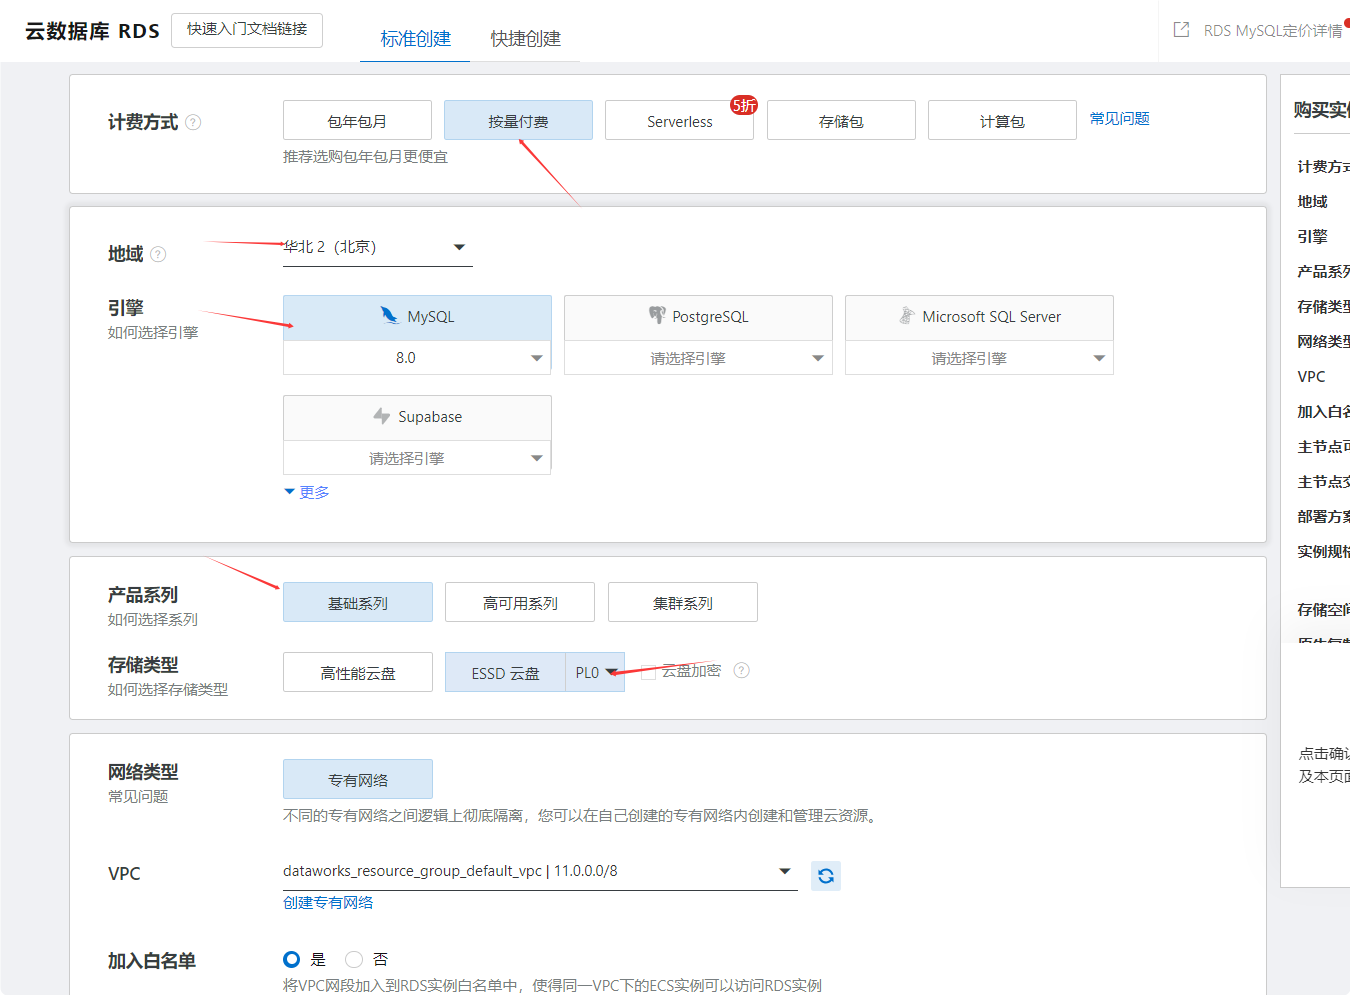 云数据库 RDS
快速入门文档链接
标准创建
快捷创建
RDS MySQL定价详情
计费方式
包年包月
按量付费
Serverless
5折
存储包
计算包
常见问题
推荐选购包年包月更便宜
地域
华北 2（北京）
引擎
如何选择引擎
MySQL
8.0
PostgreSQL
请选择引擎
Microsoft SQL Server
请选择引擎
Supabase
请选择引擎
更多
产品系列
如何选择系列
基础系列
高可用系列
集群系列
存储类型
如何选择存储类型
高性能云盘
ESSD 云盘
PL0
云盘加密
网络类型
常见问题
专有网络
不同的专有网络之间逻辑上彻底隔离，您可以在自己创建的专有网络内创建和管理云资源。
VPC
dataworks_resource_group_default_vpc | 11.0.0.0/8
创建专有网络
加入白名单
是
否
将VPC网段加入到RDS实例白名单中，使得同一VPC下的ECS实例可以访问RDS实例
购买实
计费方式
地域
引擎
产品系列
存储类型
网络类型
VPC
加入白名
主节点可
主节点交
部署方案
实例规格
存储空间
点击确认
及本页面